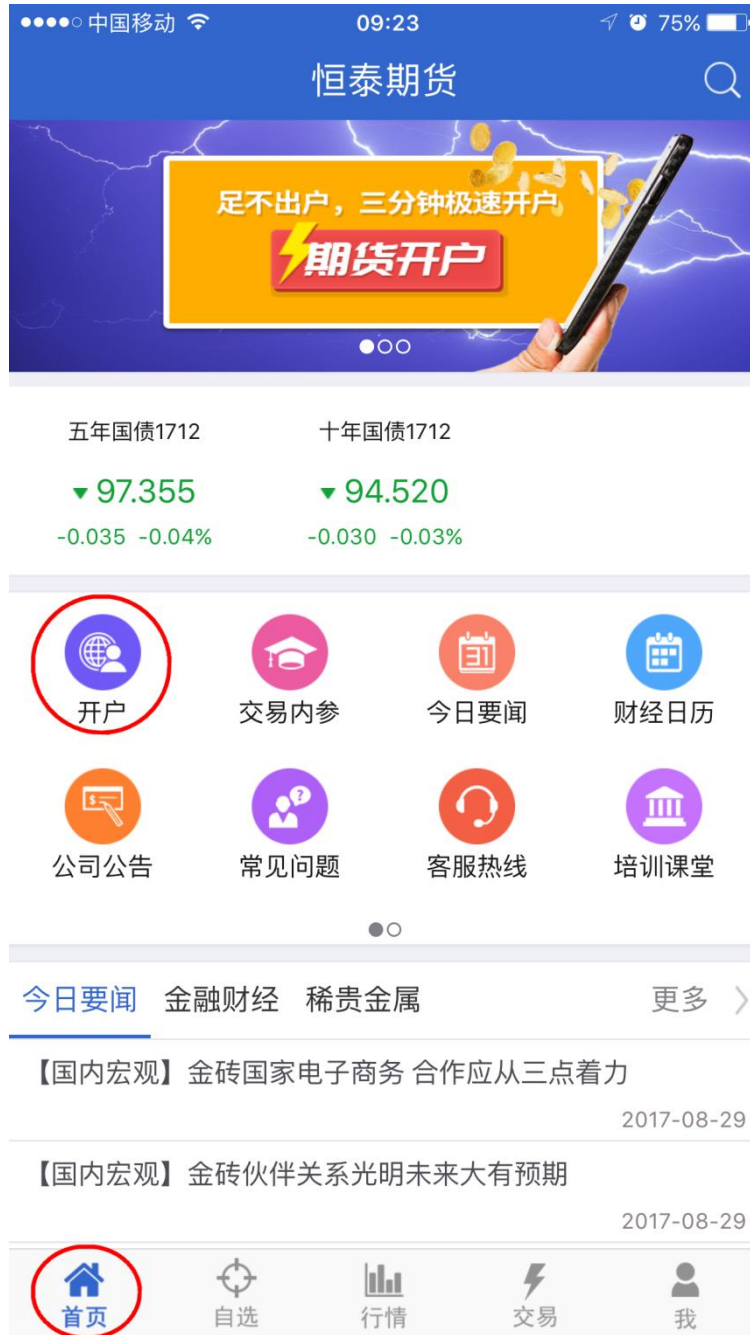 中国移动 09:23 75%
恒泰期货
足不出户，三分钟极速开户
期货开户
五年国债1712 十年国债1712
97.355 94.520
-0.035 -0.04% -0.030 -0.03%
31
开户 交易内参 今日要闻 财经日历
$ ?
公司公告 常见问题 客服热线 培训课堂
今日要闻 金融财经 稀贵金属 更多
【国内宏观】金砖国家电子商务 合作应从三点着力
2017-08-29
【国内宏观】金砖伙伴关系光明未来大有预期
2017-08-29
首页 自选 行情 交易 我